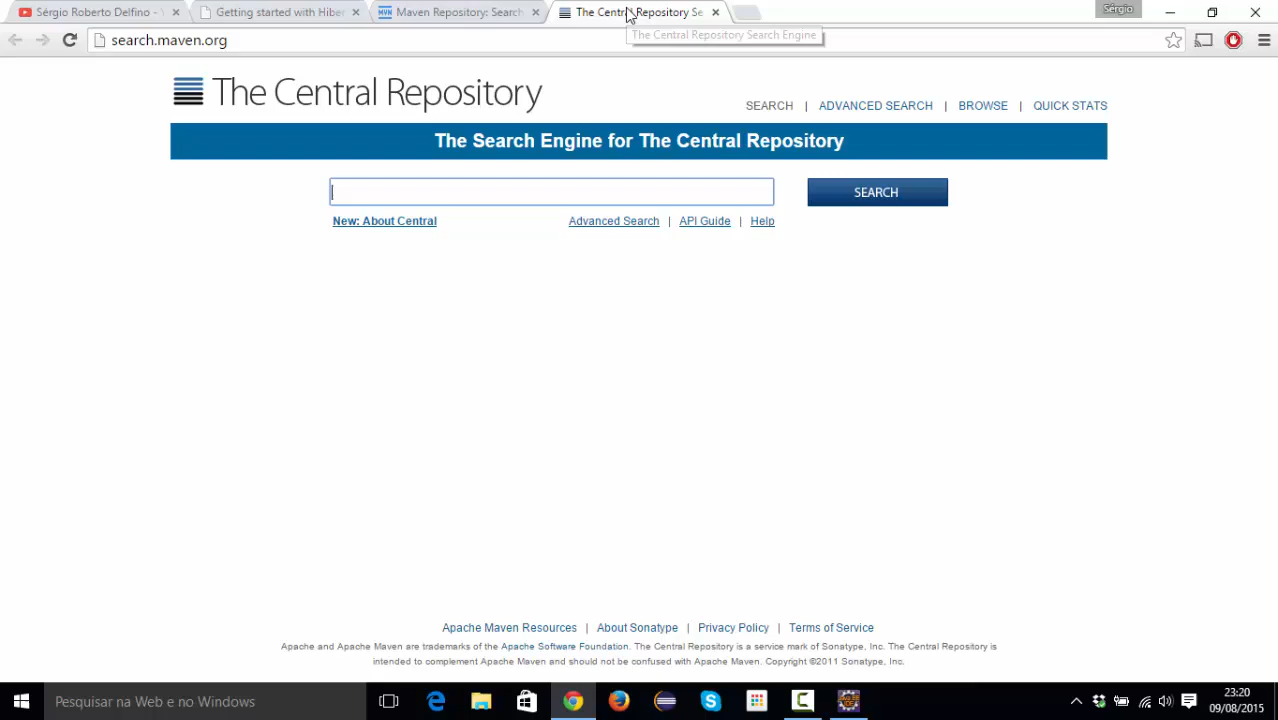 Sérgio Roberto Delfino -
Getting started with Hiber
Maven Repository: Search
The Central Repository Se
Sérgio
search.maven.org
The Central Repository Search Engine
The Central Repository
SEARCH | ADVANCED SEARCH | BROWSE | QUICK STATS
The Search Engine for The Central Repository
SEARCH
New: About Central
Advanced Search | API Guide | Help
Apache Maven Resources | About Sonatype | Privacy Policy | Terms of Service
Apache and Apache Maven are trademarks of the Apache Software Foundation. The Central Repository is a service mark of Sonatype, Inc. The Central Repository is
intended to complement Apache Maven and should not be confused with Apache Maven. Copyright ©2011 Sonatype, Inc.
Pesquisar na Web e no Windows
23:20
09/08/2015